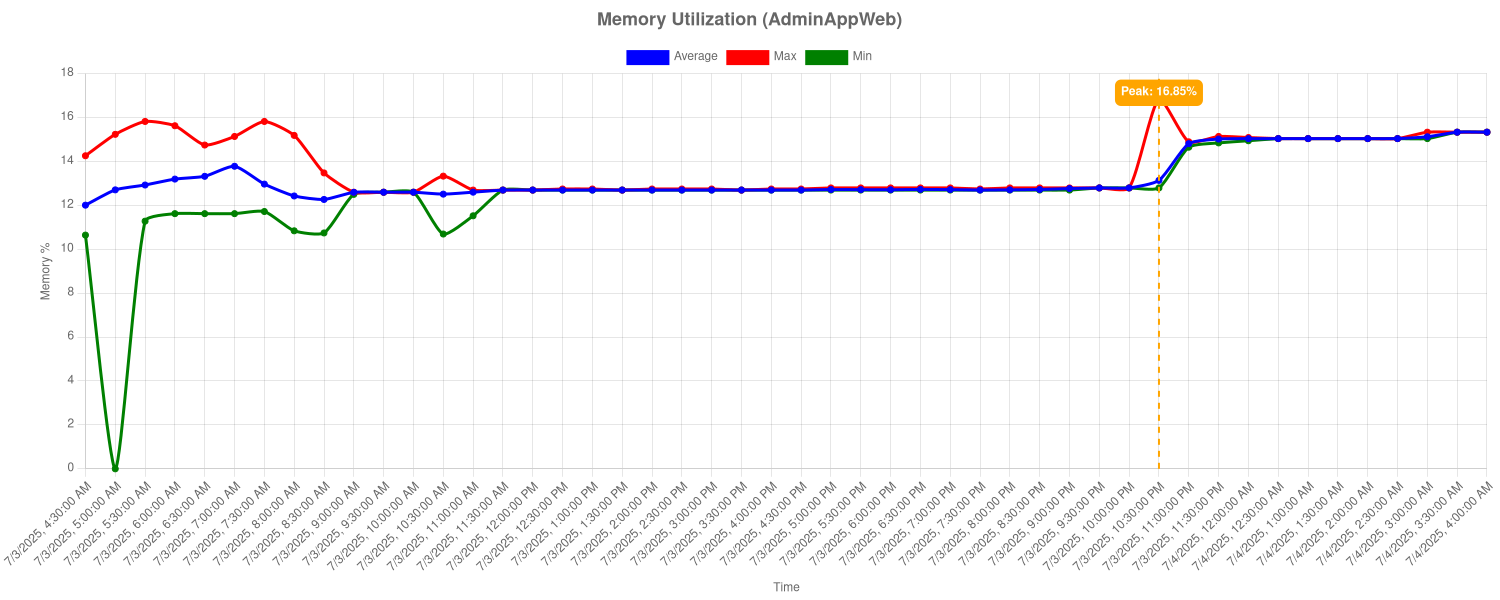 Memory Utilization (AdminAppWeb)
Average
Max
Min
18
Peak: 16.85%
16
14
12
10
8
6
4
2
0
Memory %
7/3/2025, 4:30:00 AM
7/3/2025, 5:00:00 AM
7/3/2025, 5:30:00 AM
7/3/2025, 6:00:00 AM
7/3/2025, 6:30:00 AM
7/3/2025, 7:00:00 AM
7/3/2025, 7:30:00 AM
7/3/2025, 8:00:00 AM
7/3/2025, 8:30:00 AM
7/3/2025, 9:00:00 AM
7/3/2025, 9:30:00 AM
7/3/2025, 10:00:00 AM
7/3/2025, 10:30:00 AM
7/3/2025, 11:00:00 AM
7/3/2025, 11:30:00 AM
7/3/2025, 12:00:00 PM
7/3/2025, 12:30:00 PM
7/3/2025, 1:00:00 PM
7/3/2025, 1:30:00 PM
7/3/2025, 2:00:00 PM
7/3/2025, 2:30:00 PM
7/3/2025, 3:00:00 PM
7/3/2025, 3:30:00 PM
7/3/2025, 4:00:00 PM
7/3/2025, 4:30:00 PM
7/3/2025, 5:00:00 PM
7/3/2025, 5:30:00 PM
7/3/2025, 6:00:00 PM
7/3/2025, 6:30:00 PM
7/3/2025, 7:00:00 PM
7/3/2025, 7:30:00 PM
7/3/2025, 8:00:00 PM
7/3/2025, 8:30:00 PM
7/3/2025, 9:00:00 PM
7/3/2025, 9:30:00 PM
7/3/2025, 10:00:00 PM
7/3/2025, 10:30:00 PM
7/3/2025, 11:00:00 PM
7/3/2025, 11:30:00 PM
7/4/2025, 12:00:00 AM
7/4/2025, 12:30:00 AM
7/4/2025, 1:00:00 AM
7/4/2025, 1:30:00 AM
7/4/2025, 2:00:00 AM
7/4/2025, 2:30:00 AM
7/4/2025, 3:00:00 AM
7/4/2025, 3:30:00 AM
7/4/2025, 4:00:00 AM
Time